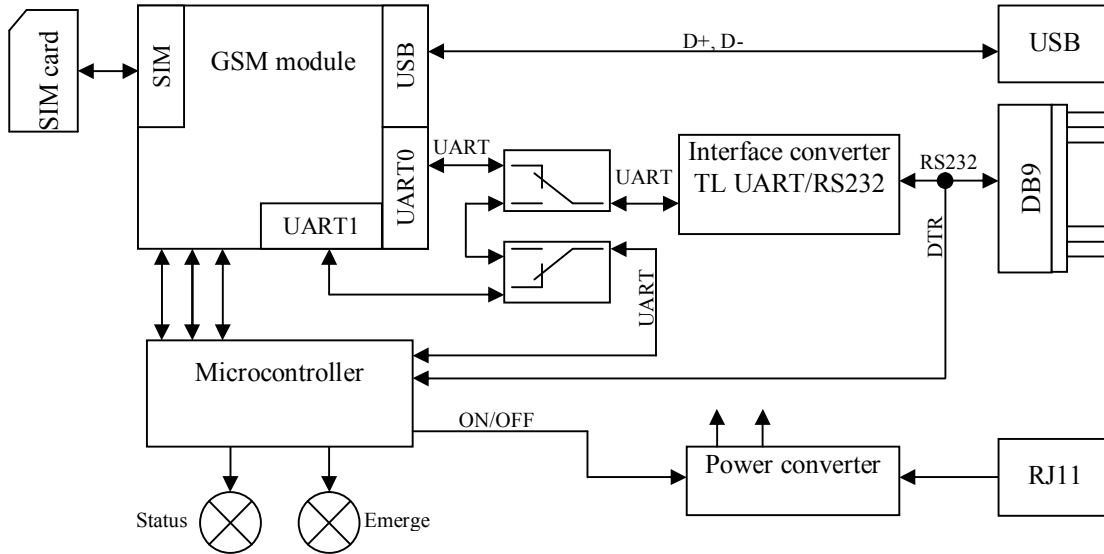 SIM card
SIM
GSM module
USB
D+, D-
USB
UART0
UART
UART
Interface converter
TL UART/RS232
RS232
DB9
UART1
DTR
UART
Microcontroller
ON/OFF
Power converter
RJ11
Status
Emerge